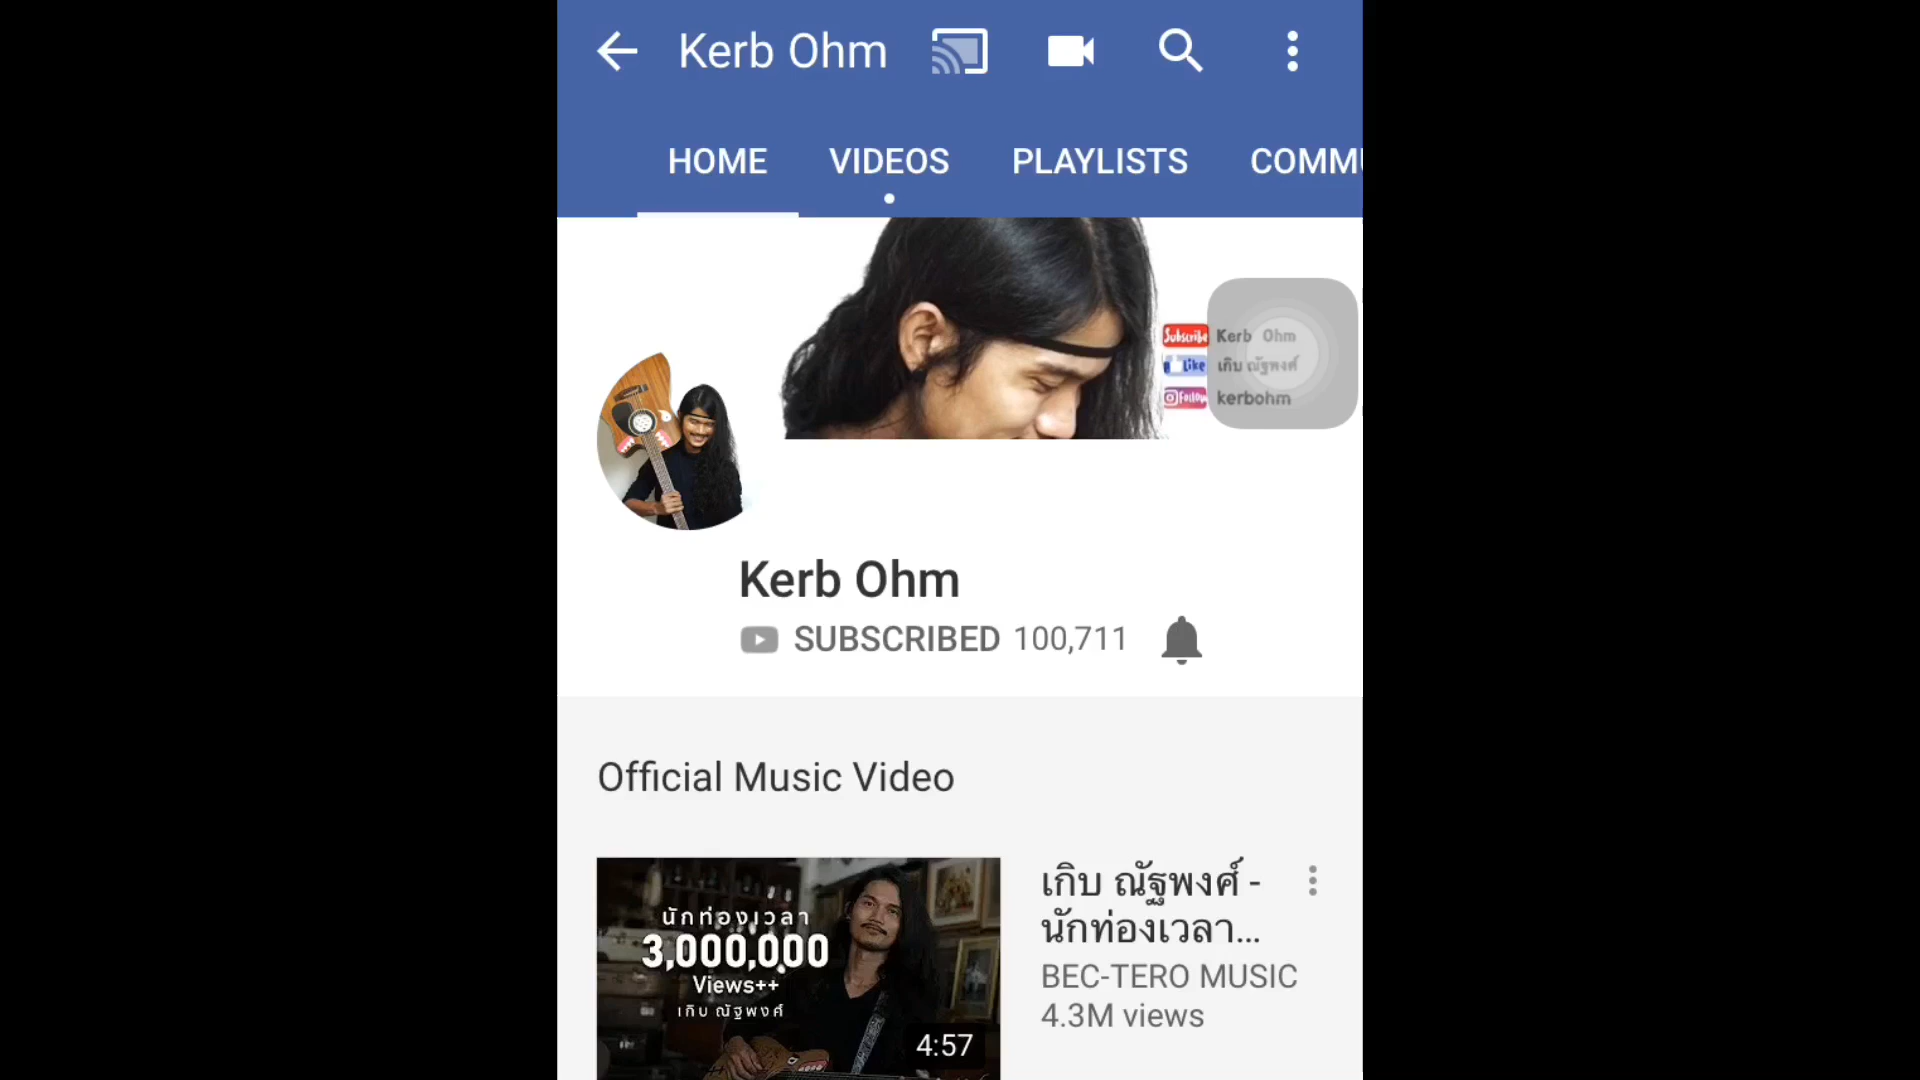 Kerb Ohm
HOME VIDEOS PLAYLISTS COMMU
Subscribe Kerb Ohm
Like เกิบ ณัฐพงศ์
Follow kerbohm
Kerb Ohm
SUBSCRIBED 100,711
Official Music Video
นักท่องเวลา
3,000,000
Views++
เกิบ ณัฐพงศ์
4:57
เกิบ ณัฐพงศ์ -
นักท่องเวลา...
BEC-TERO MUSIC
4.3M views